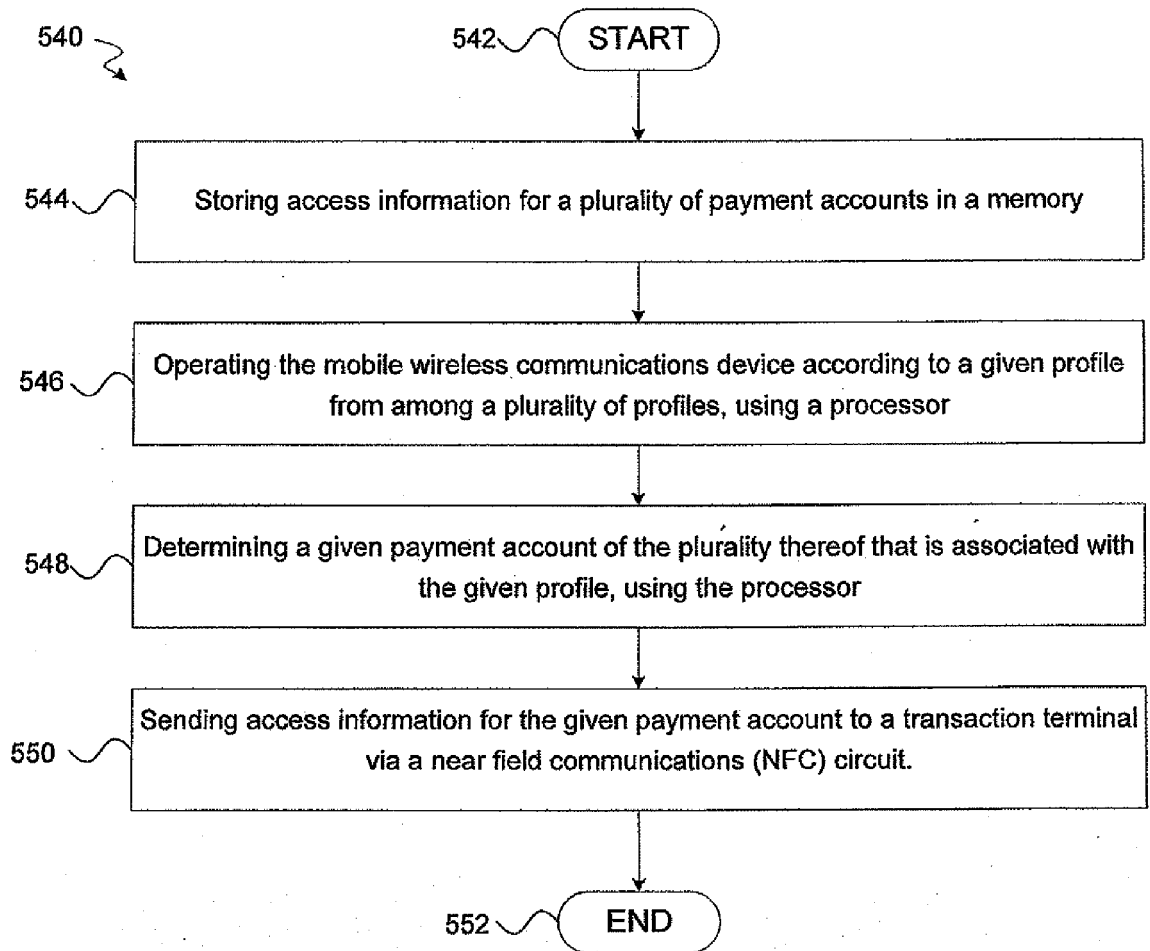 540
542
START
544
Storing access information for a plurality of payment accounts in a memory
546
Operating the mobile wireless communications device according to a given profile
from among a plurality of profiles, using a processor
548
Determining a given payment account of the plurality thereof that is associated with
the given profile, using the processor
550
Sending access information for the given payment account to a transaction terminal
via a near field communications (NFC) circuit.
552
END